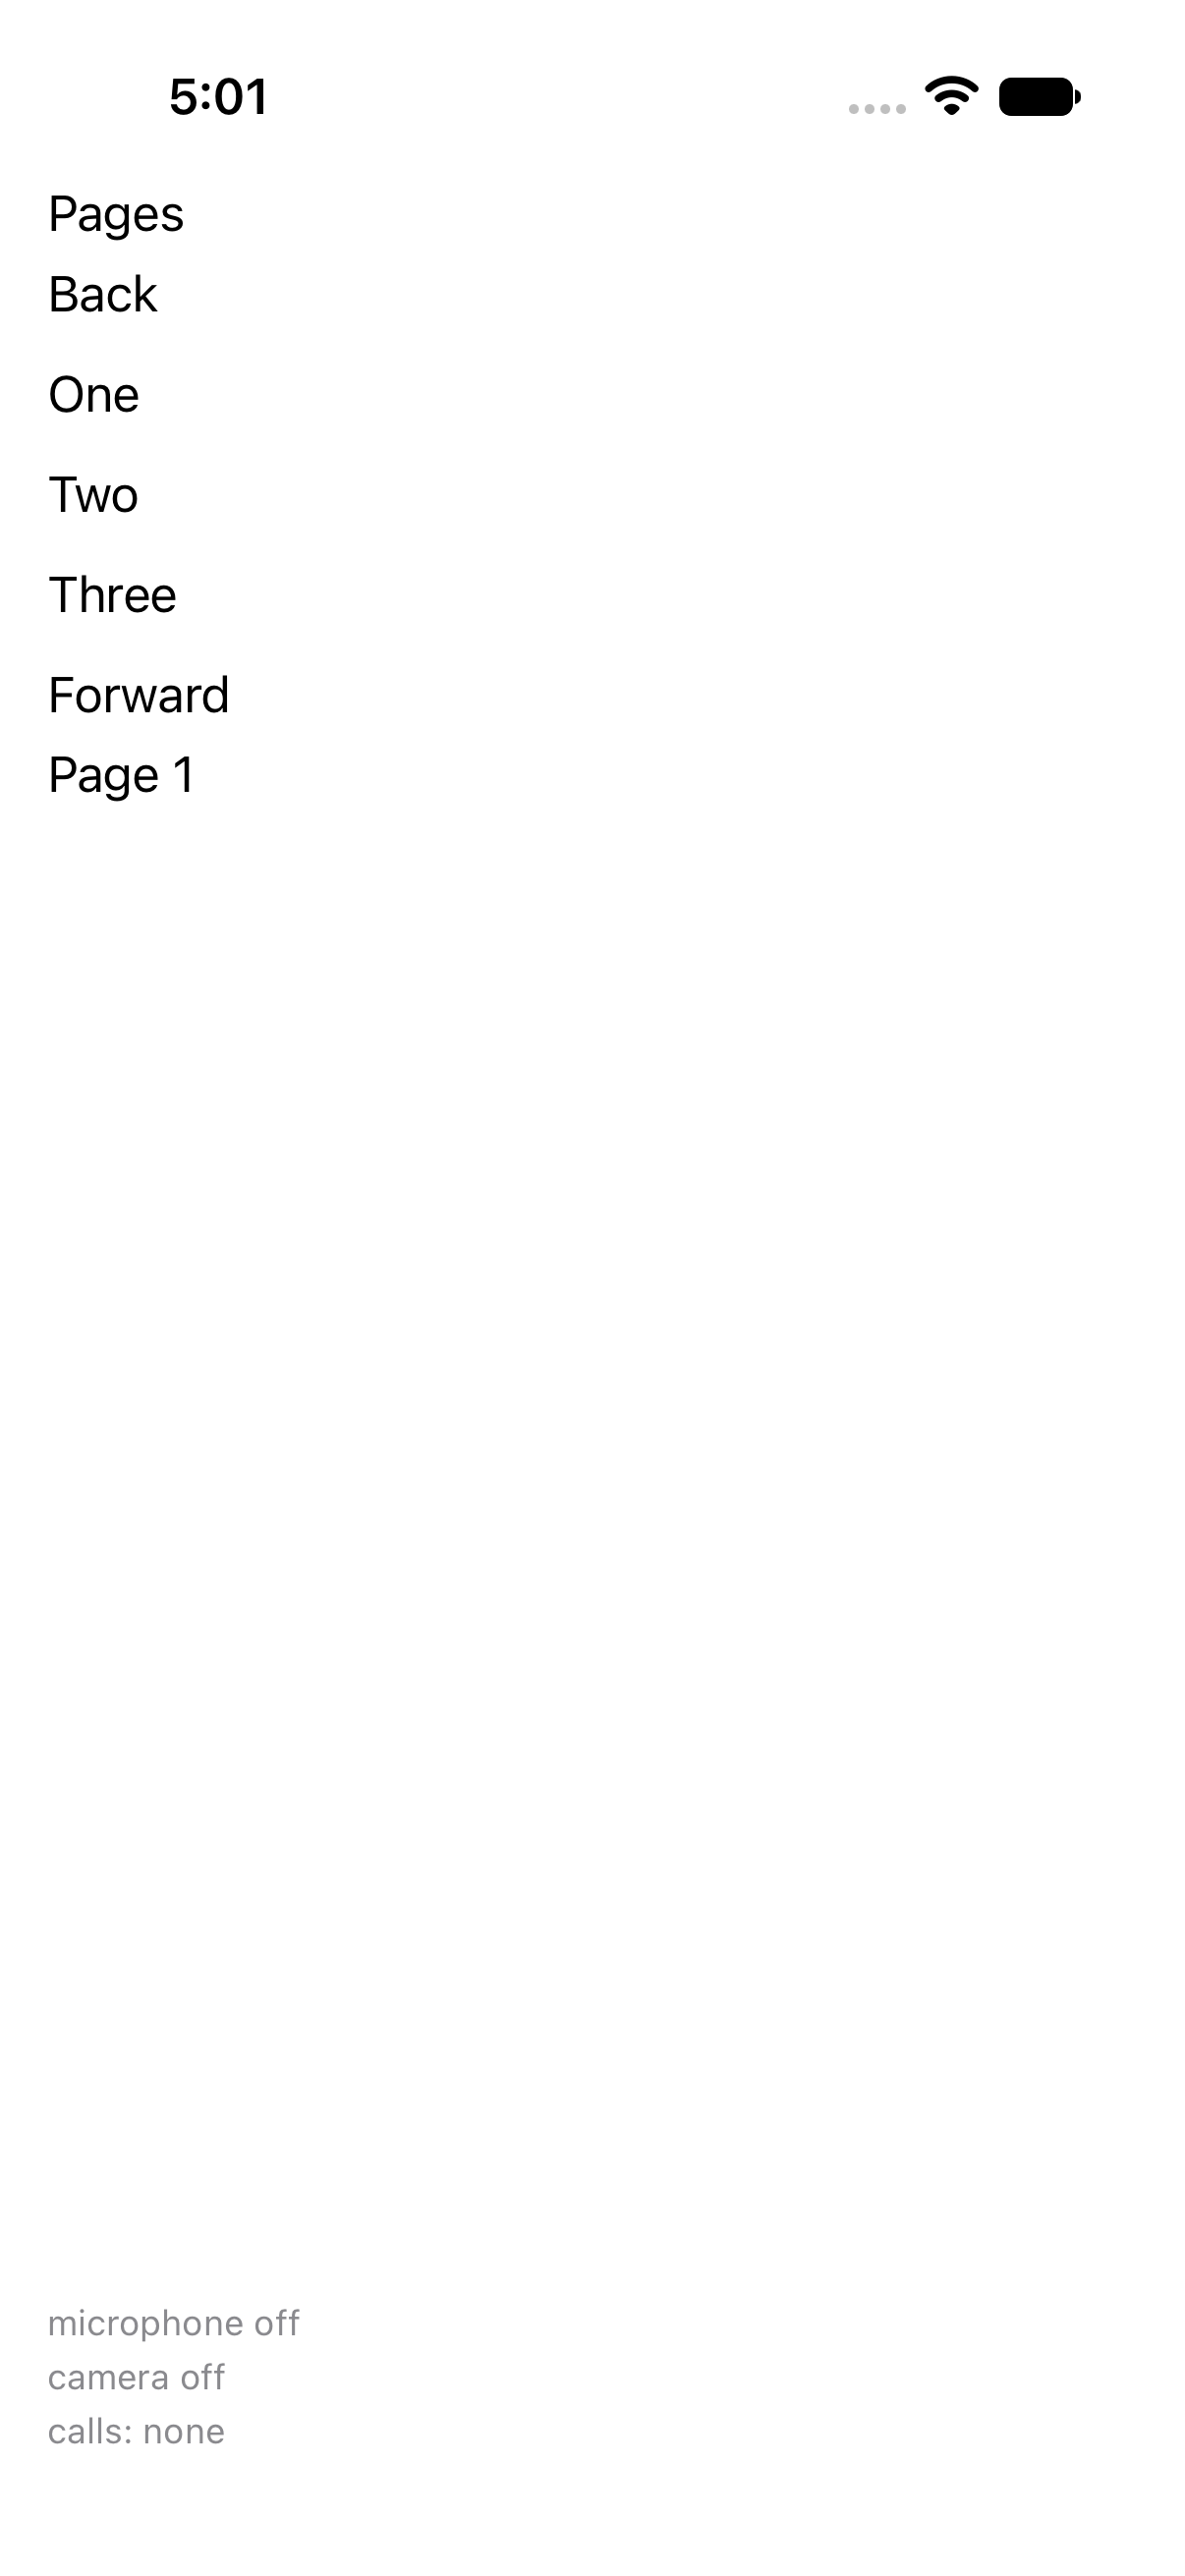 5:01
Pages
Back
One
Two
Three
Forward
Page 1
microphone off
camera off
calls: none